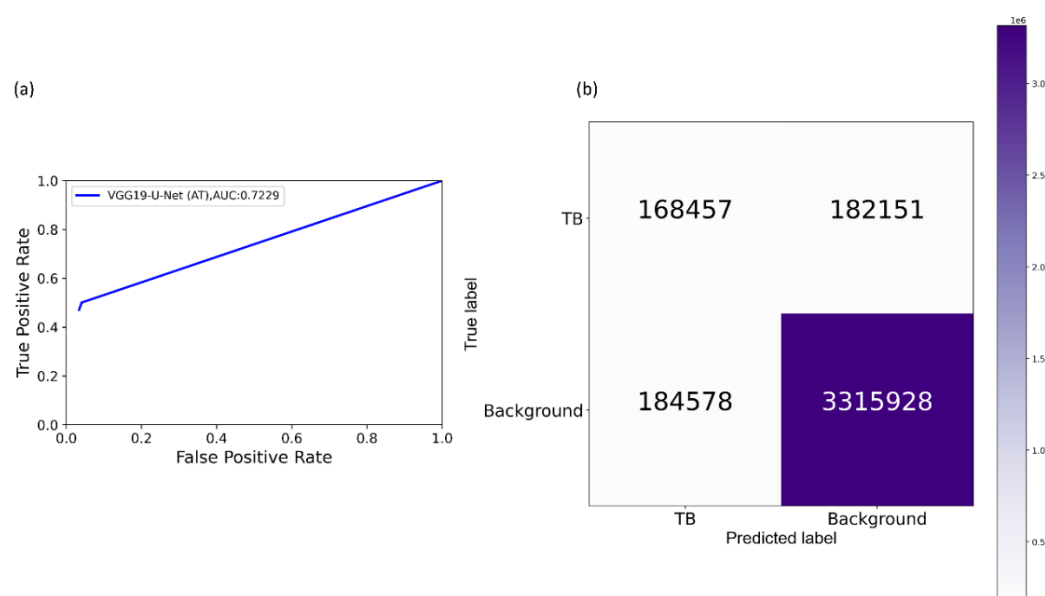 (a)
VGG19-U-Net (AT),AUC:0.7229
1.0
0.8
0.6
0.4
0.2
0.0
True Positive Rate
0.0 0.2 0.4 0.6 0.8 1.0
False Positive Rate
(b)
True label
TB
168457 182151
Background
184578 3315928
TB Background
Predicted label
1e6
3.0
2.5
2.0
1.5
1.0
0.5